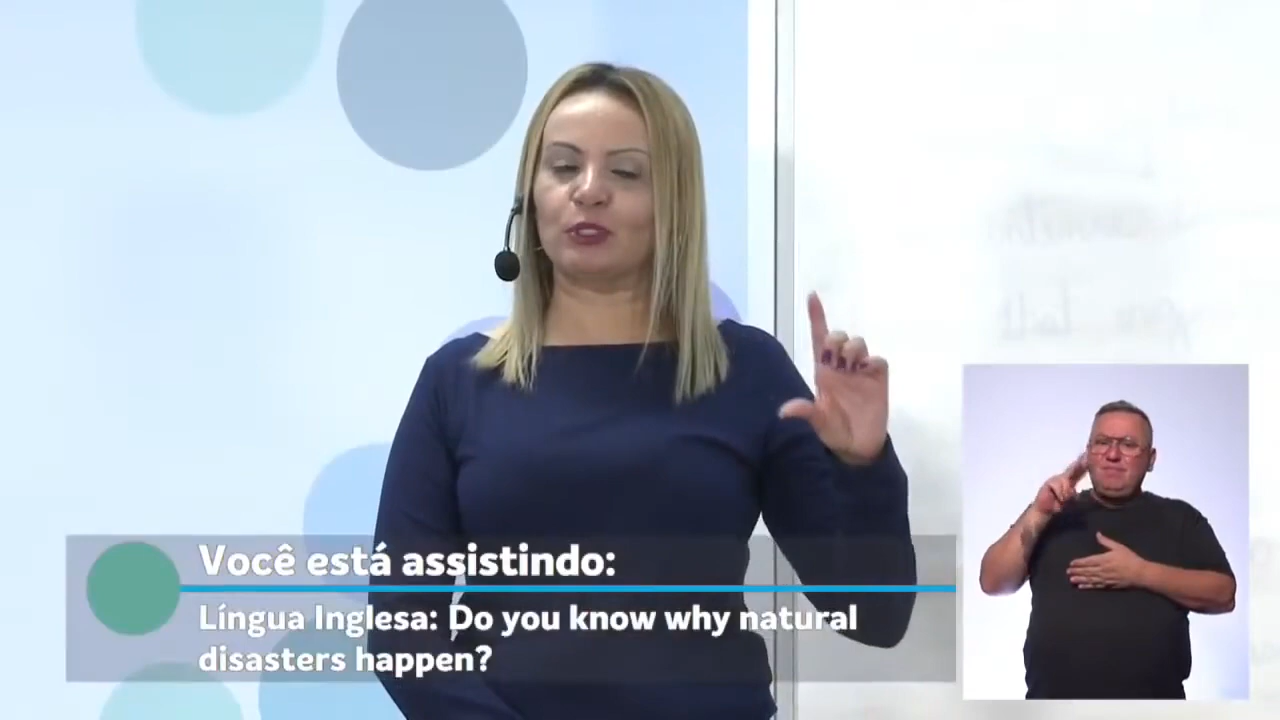 Você está assistindo:
Língua Inglesa: Do you know why natural
disasters happen?